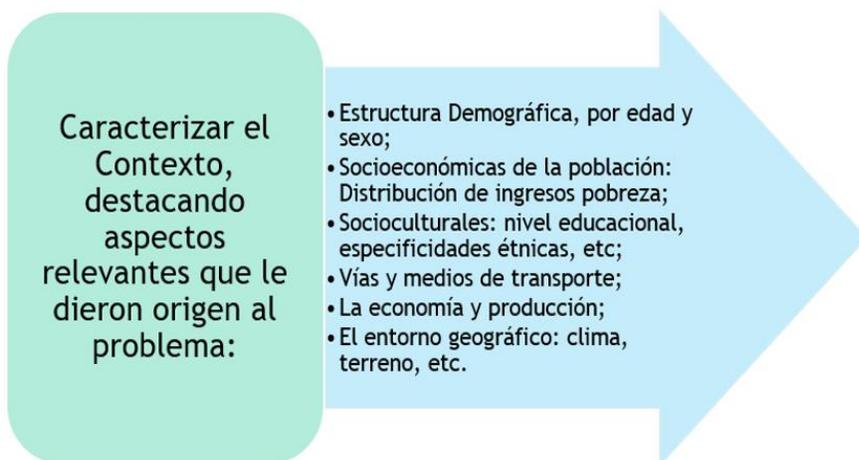 Caracterizar el
Contexto,
destacando
aspectos
relevantes que le
dieron origen al
problema:
• Estructura Demográfica, por edad y
sexo;
• Socioeconómicas de la población:
Distribución de ingresos pobreza;
• Socioculturales: nivel educacional,
especificidades étnicas, etc;
• Vías y medios de transporte;
• La economía y producción;
• El entorno geográfico: clima,
terreno, etc.